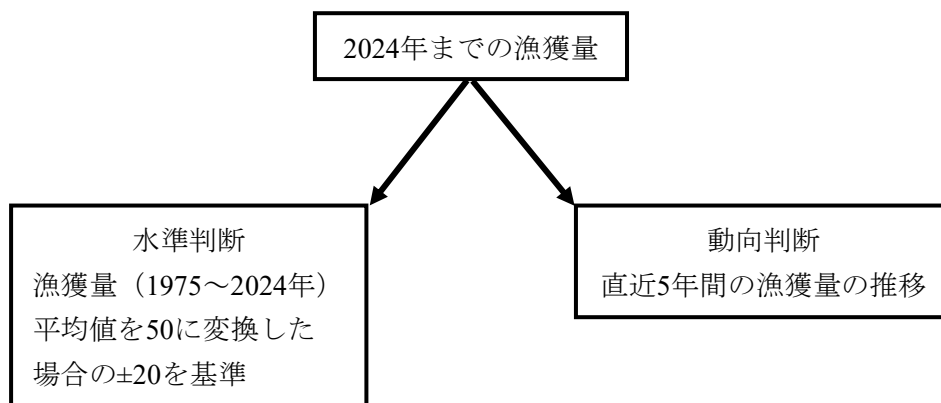 2024年までの漁獲量
水準判断
漁獲量（1975～2024年）
平均値を50に変換した
場合の±20を基準
動向判断
直近5年間の漁獲量の推移